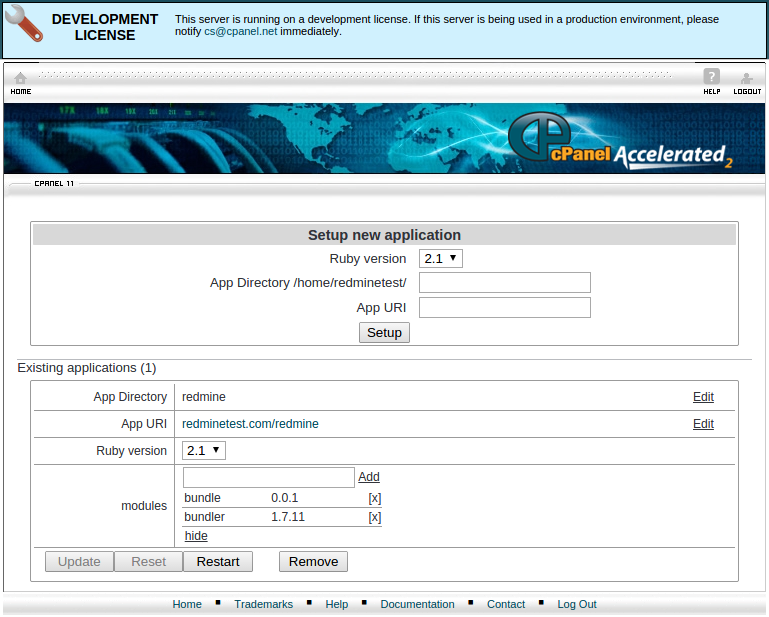 DEVELOPMENT
LICENSE
This server is running on a development license. If this server is being used in a production environment, please
notify cs@cpanel.net immediately.
HOME
HELP
LOGOUT
cPanel Accelerated 2
CPANEL 11
Setup new application
Ruby version 2.1
App Directory /home/redminetest/
App URI
Setup
Existing applications (1)
App Directory redmine Edit
App URI redminetest.com/redmine Edit
Ruby version 2.1
Add
modules
bundle 0.0.1 [x]
bundler 1.7.11 [x]
hide
Update Reset Restart Remove
Home Trademarks Help Documentation Contact Log Out